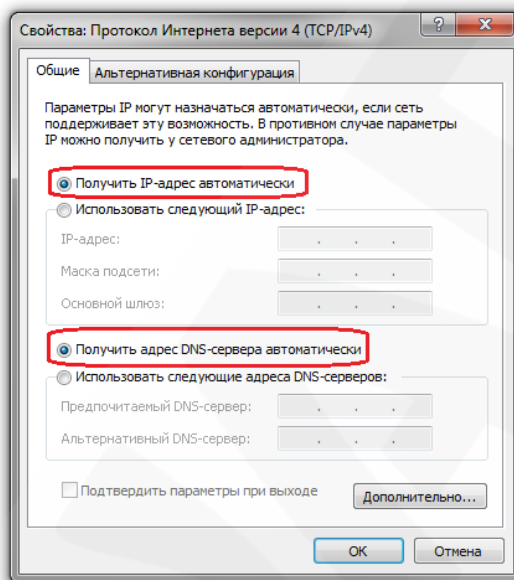 Свойства: Протокол Интернета версии 4 (TCP/IPv4)
Общие
Альтернативная конфигурация
Параметры IP могут назначаться автоматически, если сеть
поддерживает эту возможность. В противном случае параметры
IP можно получить у сетевого администратора.
Получить IP-адрес автоматически
Использовать следующий IP-адрес:
IP-адрес:
Маска подсети:
Основной шлюз:
Получить адрес DNS-сервера автоматически
Использовать следующие адреса DNS-серверов:
Предпочитаемый DNS-сервер:
Альтернативный DNS-сервер:
Подтвердить параметры при выходе
Дополнительно...
OK
Отмена